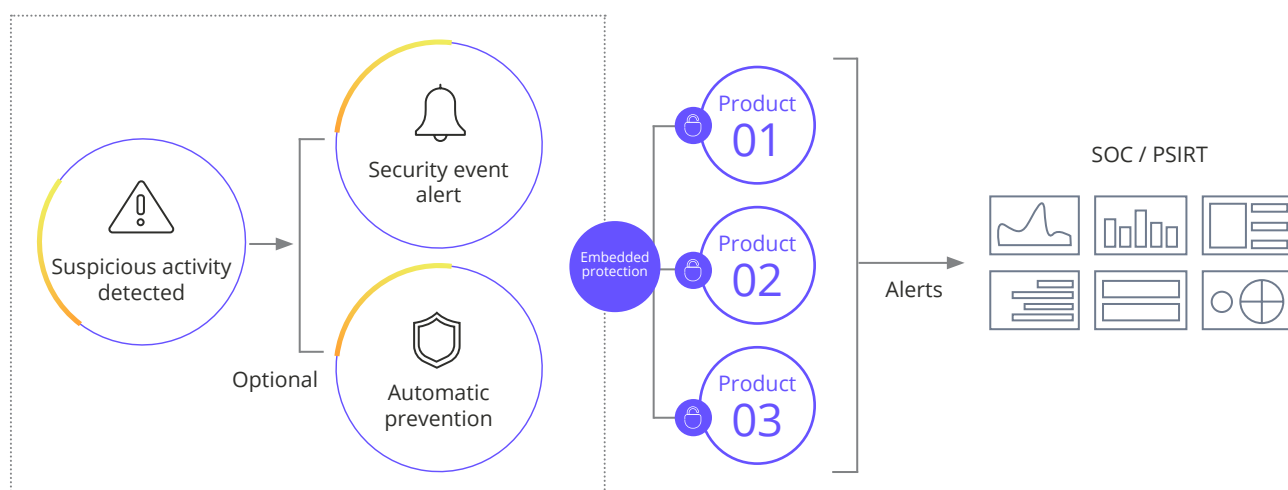 Suspicious activity
detected
Security event
alert
Optional
Automatic
prevention
Embedded
protection
Product
01
Product
02
Product
03
Alerts
SOC / PSIRT